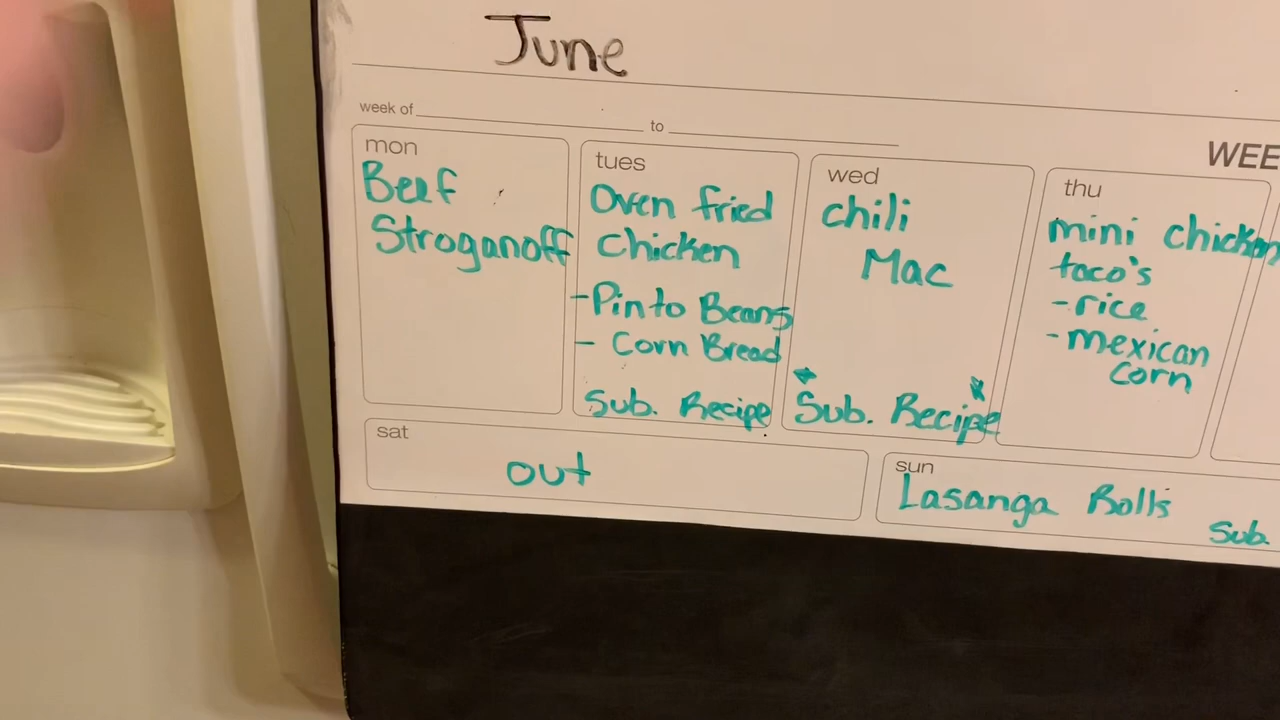 June
week of to
WEE
mon
Beef
Stroganoff
tues
Oven fried
Chicken
-Pinto Beans
- Corn Bread
Sub. Recipe
wed
chili
Mac
Sub. Recipe
thu
mini chicken
taco's
-rice
-mexican
corn
sat
out
sun
Lasanga Rolls
Sub.